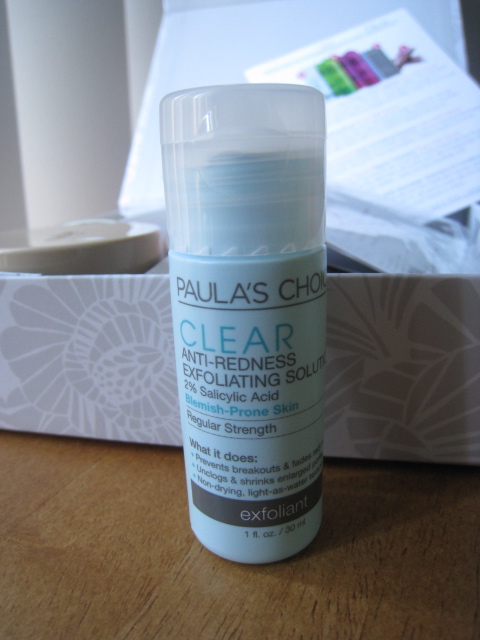 PAULA'S CHOI
CLEAR
ANTI-REDNESS
EXFOLIATING SOLUTI
2% Salicylic Acid
Blemish-Prone Skin
Regular Strength
What it does:
• Prevents breakouts & fades
• Unclogs & shrinks enlarged
• Non-drying, light-as-water
exfoliant
1 fl. oz. / 30 ml